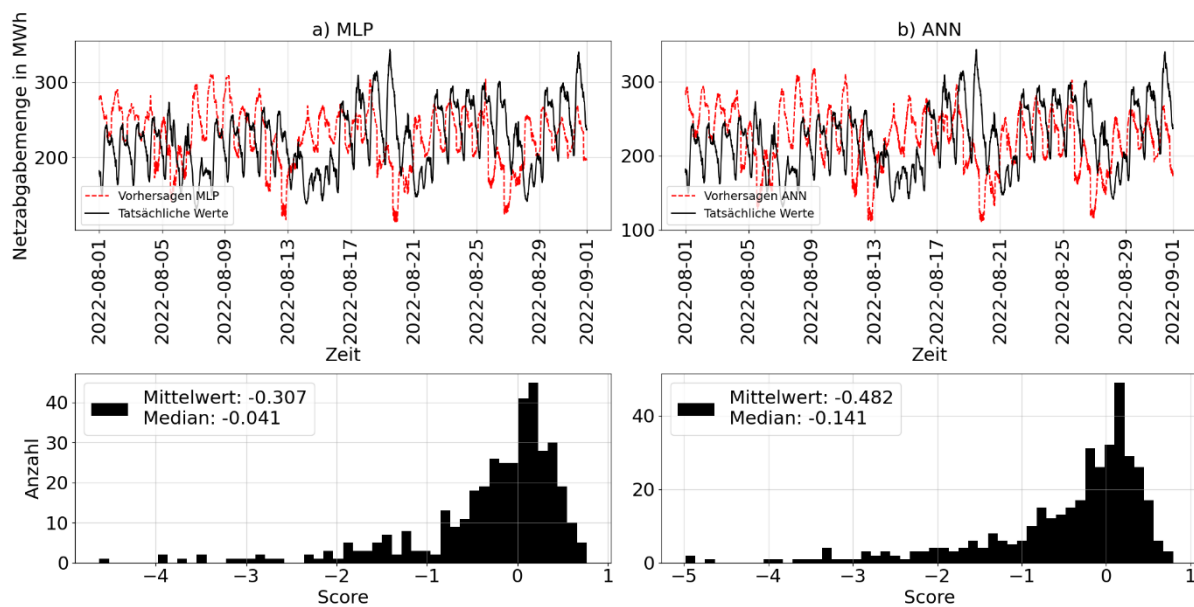 a) MLP
Netzabgabemenge in MWh
300
200
Vorhersagen MLP
Tatsächliche Werte
2022-08-01
2022-08-05
2022-08-09
2022-08-13
2022-08-17
2022-08-21
2022-08-25
2022-08-29
2022-09-01
Zeit
b) ANN
300
200
100
Vorhersagen ANN
Tatsächliche Werte
2022-08-01
2022-08-05
2022-08-09
2022-08-13
2022-08-17
2022-08-21
2022-08-25
2022-08-29
2022-09-01
Zeit
Mittelwert: -0.307
Median: -0.041
Anzahl
40
30
20
10
0
−4 −3 −2 −1 0 1
Score
Mittelwert: -0.482
Median: -0.141
40
20
0
−5 −4 −3 −2 −1 0 1
Score